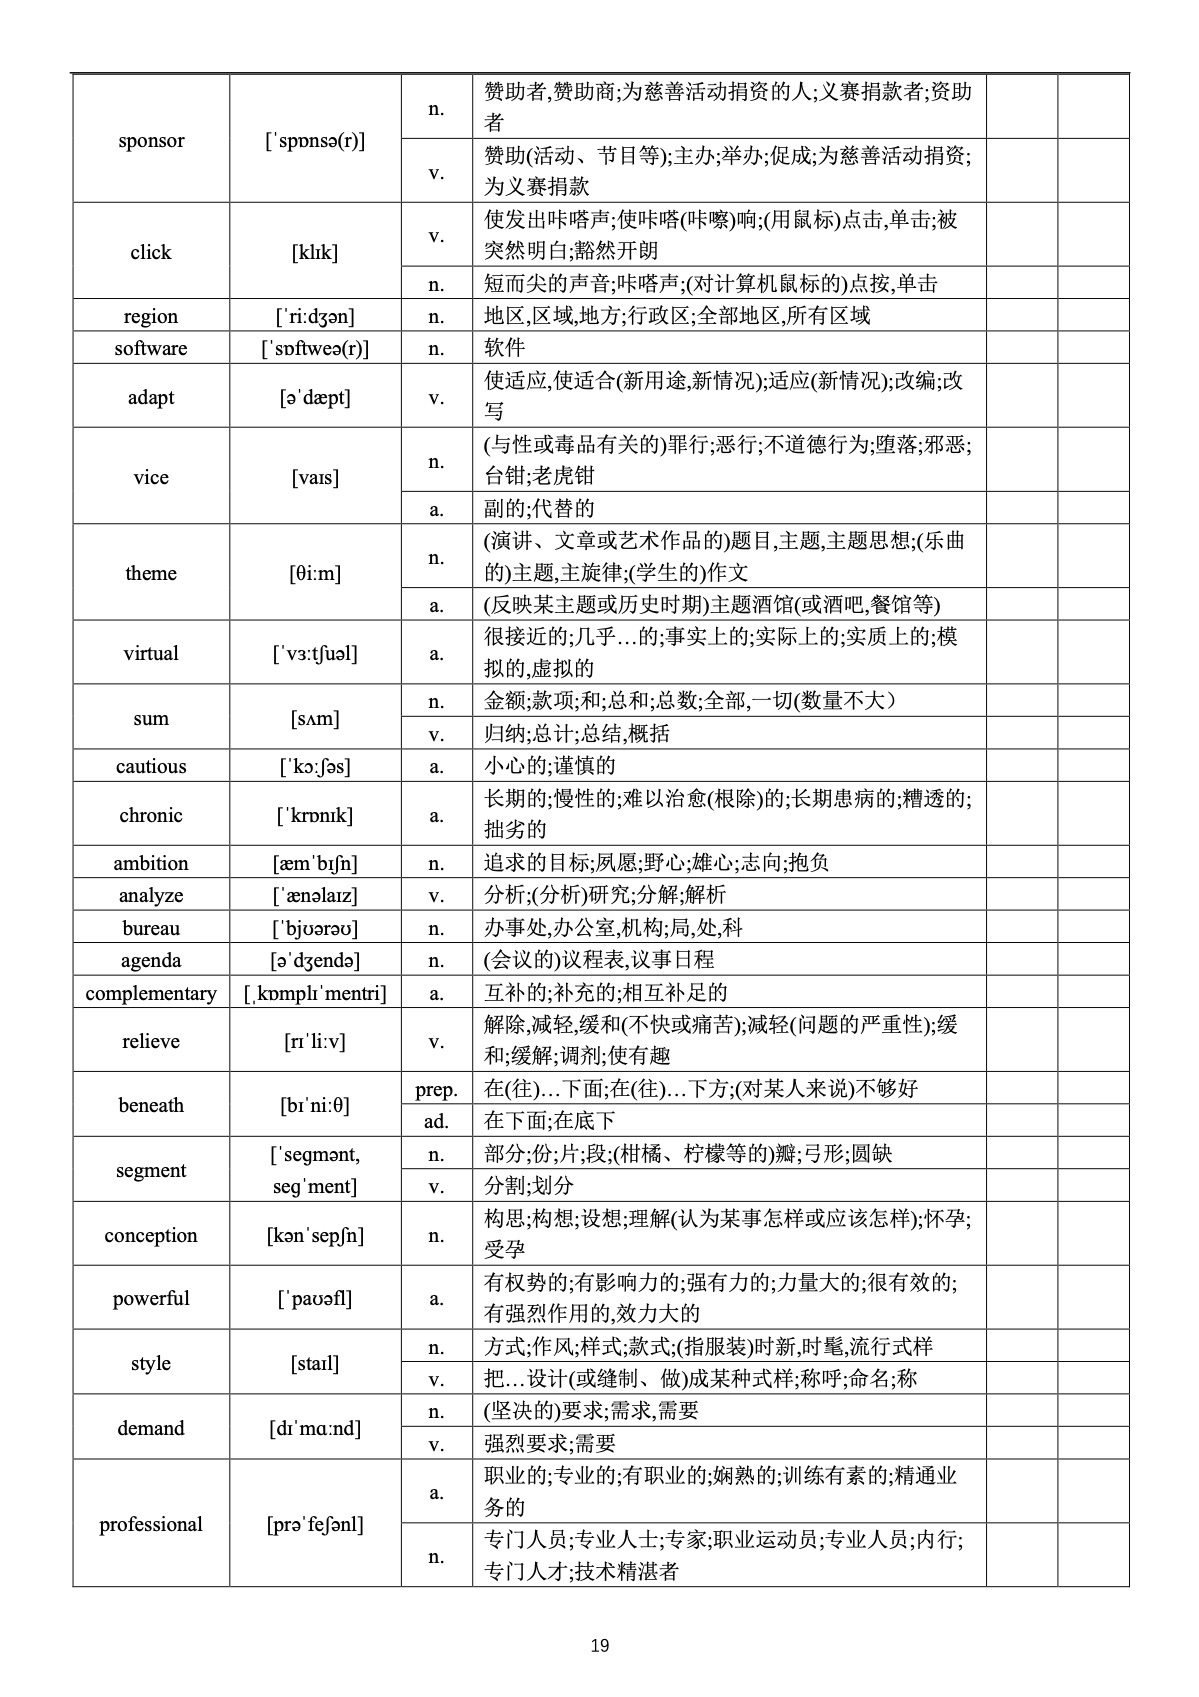 n. 赞助者,赞助商;为慈善活动捐资的人;义赛捐款者;资助
者
sponsor [ˈspɒnsə(r)]
v. 赞助(活动、节目等);主办;举办;促成;为慈善活动捐资;
为义赛捐款
v. 使发出咔嗒声;使咔嗒(咔嚓)响;(用鼠标)点击,单击;被
突然明白;豁然开朗
click [klɪk]
n. 短而尖的声音;咔嗒声;(对计算机鼠标的)点按,单击
region [ˈriːdʒən] n. 地区,区域,地方;行政区;全部地区,所有区域
software [ˈsɒftweə(r)] n. 软件
adapt [əˈdæpt] v. 使适应,使适合(新用途,新情况);适应(新情况);改编;改
写
n. (与性或毒品有关的)罪行;恶行;不道德行为;堕落;邪恶;
台钳;老虎钳
vice [vaɪs]
a. 副的;代替的
n. (演讲、文章或艺术作品的)题目,主题,主题思想;(乐曲
的)主题,主旋律;(学生的)作文
theme [θiːm]
a. (反映某主题或历史时期)主题酒馆(或酒吧,餐馆等)
virtual [ˈvɜːtʃuəl] a. 很接近的;几乎…的;事实上的;实际上的;实质上的;模
拟的,虚拟的
sum [sʌm] n. 金额;款项;和;总和;总数;全部,一切(数量不大）
v. 归纳;总计;总结,概括
cautious [ˈkɔːʃəs] a. 小心的;谨慎的
chronic [ˈkrɒnɪk] a. 长期的;慢性的;难以治愈(根除)的;长期患病的;糟透的;
拙劣的
ambition [æmˈbɪʃn] n. 追求的目标;夙愿;野心;雄心;志向;抱负
analyze [ˈænəlaɪz] v. 分析;(分析)研究;分解;解析
bureau [ˈbjʊərəʊ] n. 办事处,办公室,机构;局,处,科
agenda [əˈdʒendə] n. (会议的)议程表,议事日程
complementary [ˌkɒmplɪˈmentri] a. 互补的;补充的;相互补足的
relieve [rɪˈliːv] v. 解除,减轻,缓和(不快或痛苦);减轻(问题的严重性);缓
和;缓解;调剂;使有趣
beneath [bɪˈniːθ] prep. 在(往)…下面;在(往)…下方;(对某人来说)不够好
ad. 在下面;在底下
segment [ˈseɡmənt, n. 部分;份;片;段;(柑橘、柠檬等的)瓣;弓形;圆缺
seɡˈment] v. 分割;划分
conception [kənˈsepʃn] n. 构思;构想;设想;理解(认为某事怎样或应该怎样);怀孕;
受孕
powerful [ˈpaʊəfl] a. 有权势的;有影响力的;强有力的;力量大的;很有效的;
有强烈作用的,效力大的
style [staɪl] n. 方式;作风;样式;款式;(指服装)时新,时髦,流行式样
v. 把…设计(或缝制、做)成某种式样;称呼;命名;称
demand [dɪˈmɑːnd] n. (坚决的)要求;需求,需要
v. 强烈要求;需要
a. 职业的;专业的;有职业的;娴熟的;训练有素的;精通业
务的
professional [prəˈfeʃənl]
n. 专门人员;专业人士;专家;职业运动员;专业人员;内行;
专门人才;技术精湛者
19